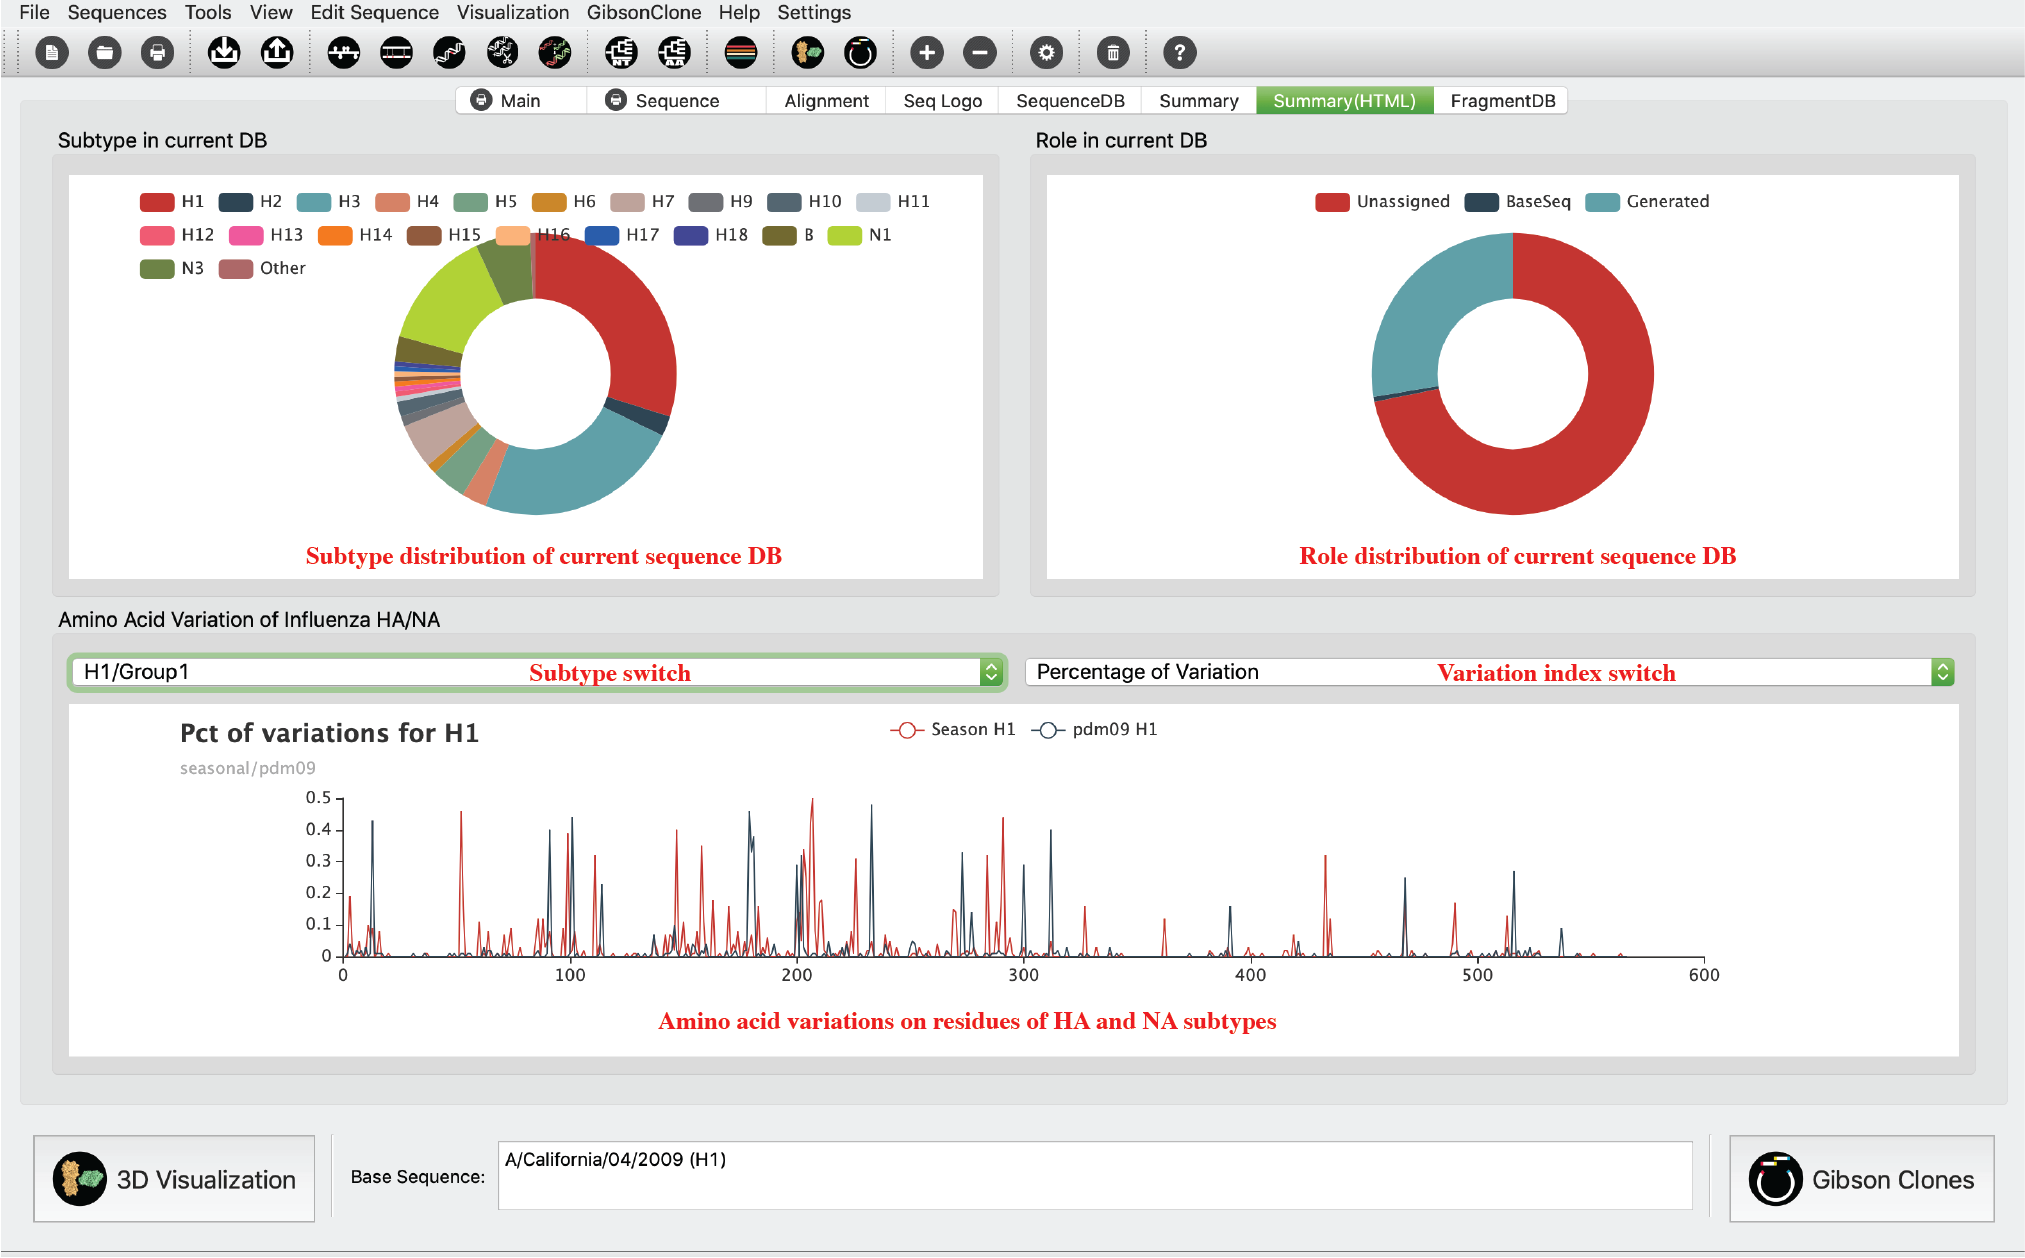 File Sequences Tools View Edit Sequence Visualization GibsonClone Help Settings
NT AA ?
Main Sequence Alignment Seq Logo SequenceDB Summary Summary(HTML) FragmentDB
Subtype in current DB
H1 H2 H3 H4 H5 H6 H7 H9 H10 H11
H12 H13 H14 H15 H16 H17 H18 B N1
N3 Other
Subtype distribution of current sequence DB
Role in current DB
Unassigned BaseSeq Generated
Role distribution of current sequence DB
Amino Acid Variation of Influenza HA/NA
H1/Group1 Subtype switch Percentage of Variation Variation index switch
Pct of variations for H1
seasonal/pdm09
Season H1 pdm09 H1
0.5
0.4
0.3
0.2
0.1
0
0 100 200 300 400 500 600
Amino acid variations on residues of HA and NA subtypes
3D Visualization
Base Sequence:
A/California/04/2009 (H1)
Gibson Clones